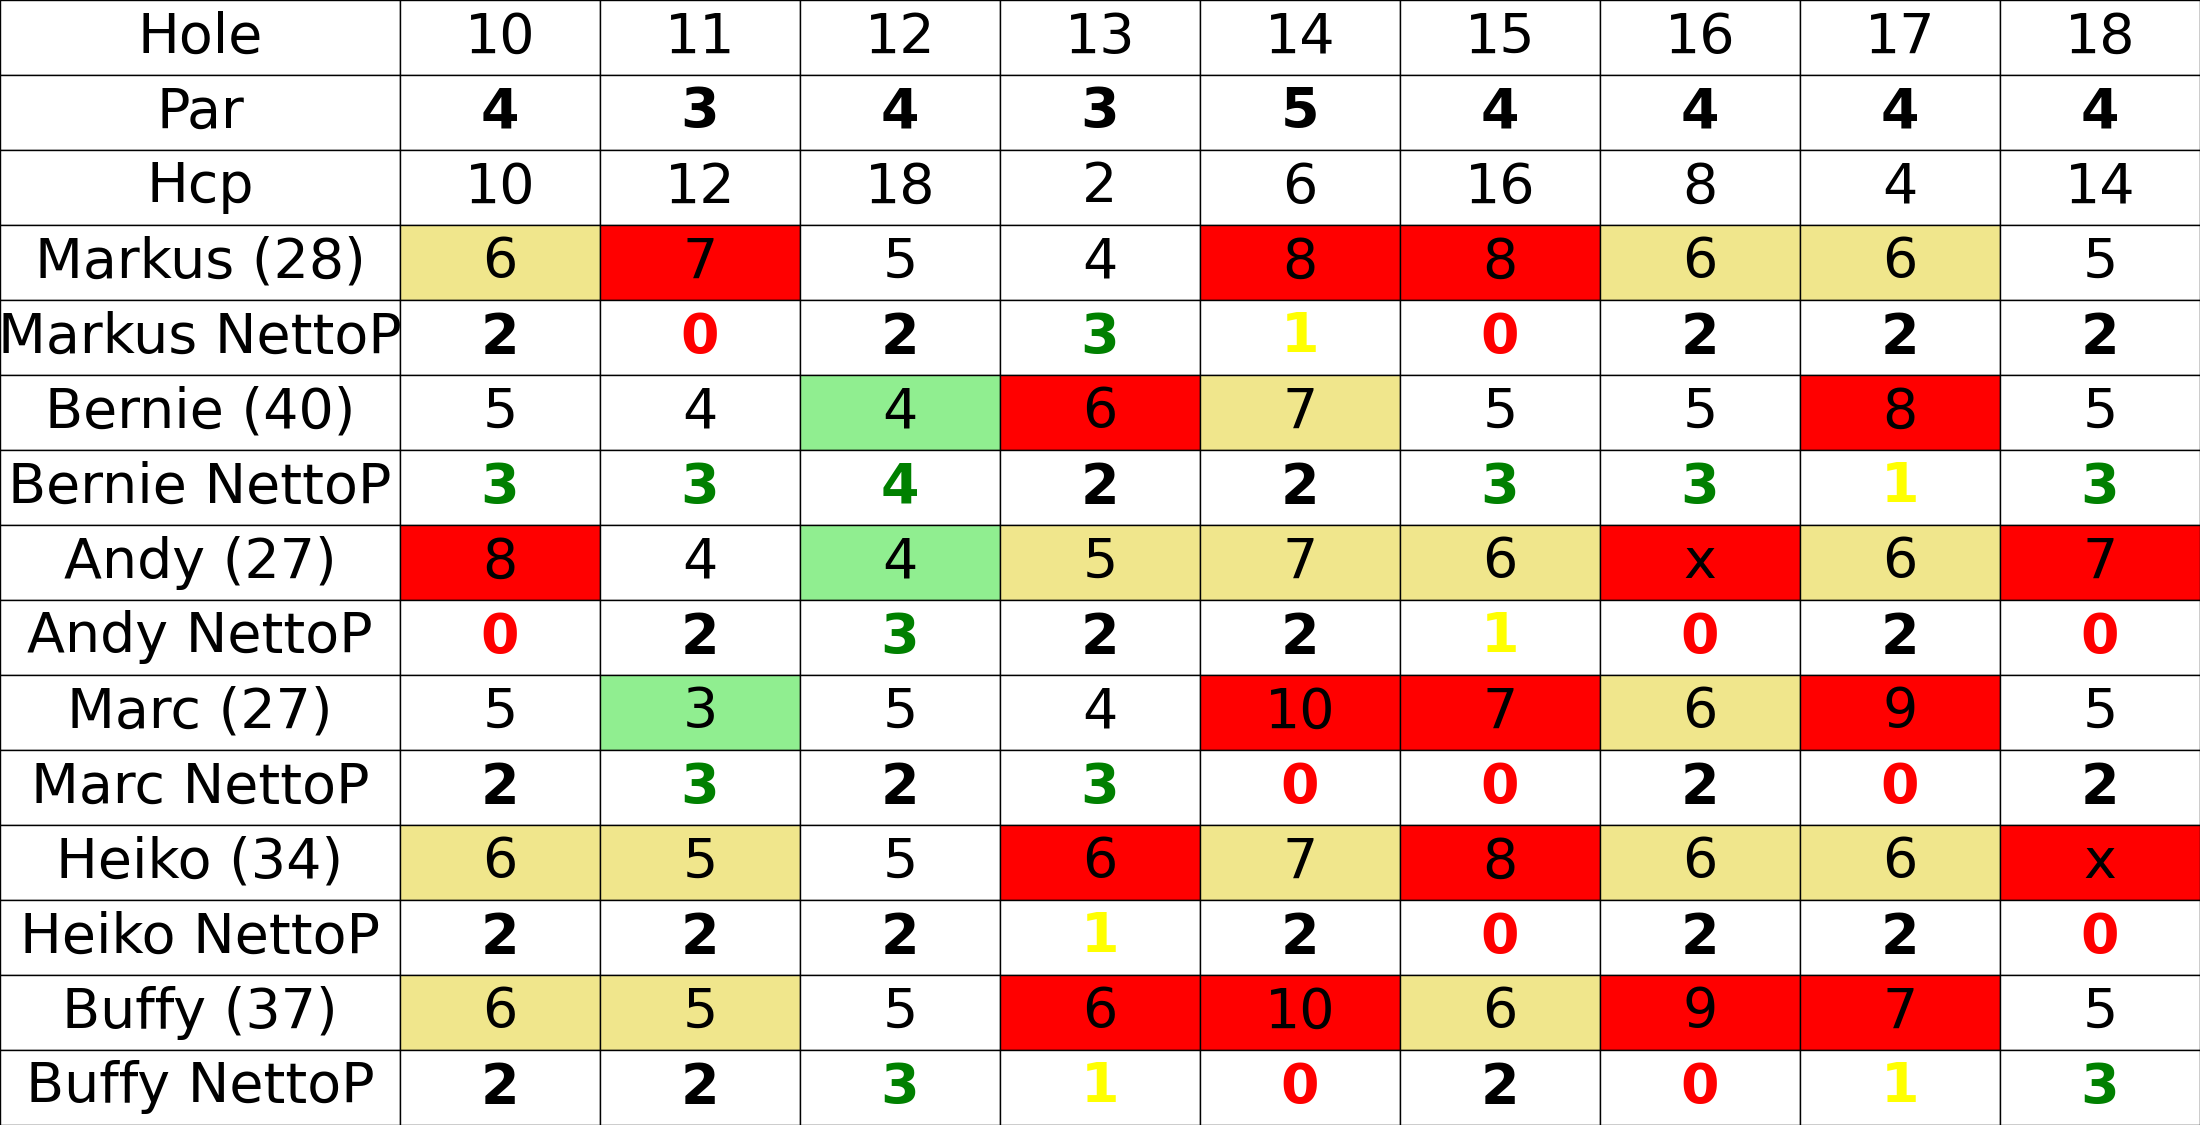 Hole 10 11 12 13 14 15 16 17 18
Par 4 3 4 3 5 4 4 4 4
Hcp 10 12 18 2 6 16 8 4 14
Markus (28) 6 7 5 4 8 8 6 6 5
Markus NettoP 2 0 2 3 1 0 2 2 2
Bernie (40) 5 4 4 6 7 5 5 8 5
Bernie NettoP 3 3 4 2 2 3 3 1 3
Andy (27) 8 4 4 5 7 6 x 6 7
Andy NettoP 0 2 3 2 2 1 0 2 0
Marc (27) 5 3 5 4 10 7 6 9 5
Marc NettoP 2 3 2 3 0 0 2 0 2
Heiko (34) 6 5 5 6 7 8 6 6 x
Heiko NettoP 2 2 2 1 2 0 2 2 0
Buffy (37) 6 5 5 6 10 6 9 7 5
Buffy NettoP 2 2 3 1 0 2 0 1 3